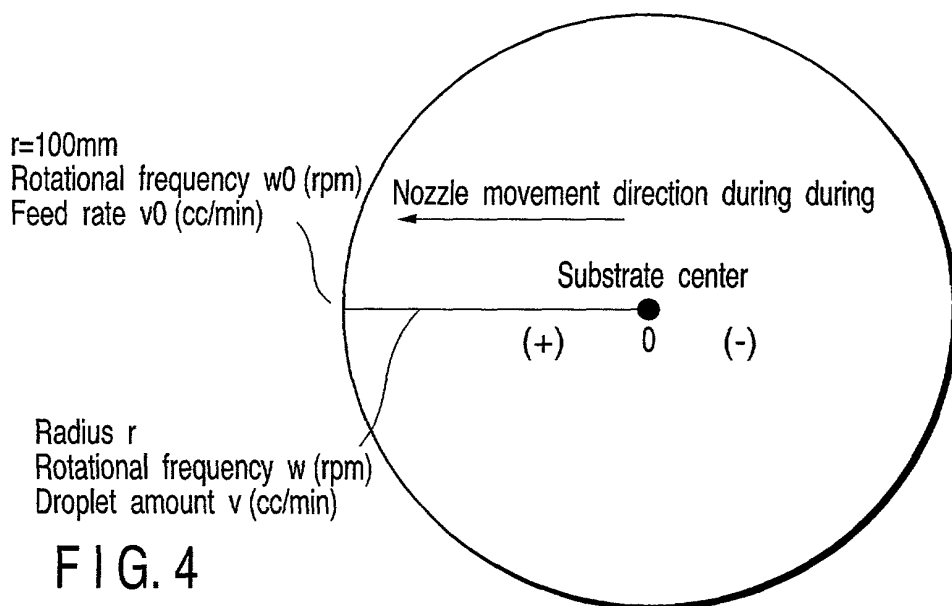 r=100mm
Rotational frequency w0 (rpm)
Feed rate v0 (cc/min)
Nozzle movement direction during during
Substrate center
(+) 0 (-)
Radius r
Rotational frequency w (rpm)
Droplet amount v (cc/min)
FIG. 4